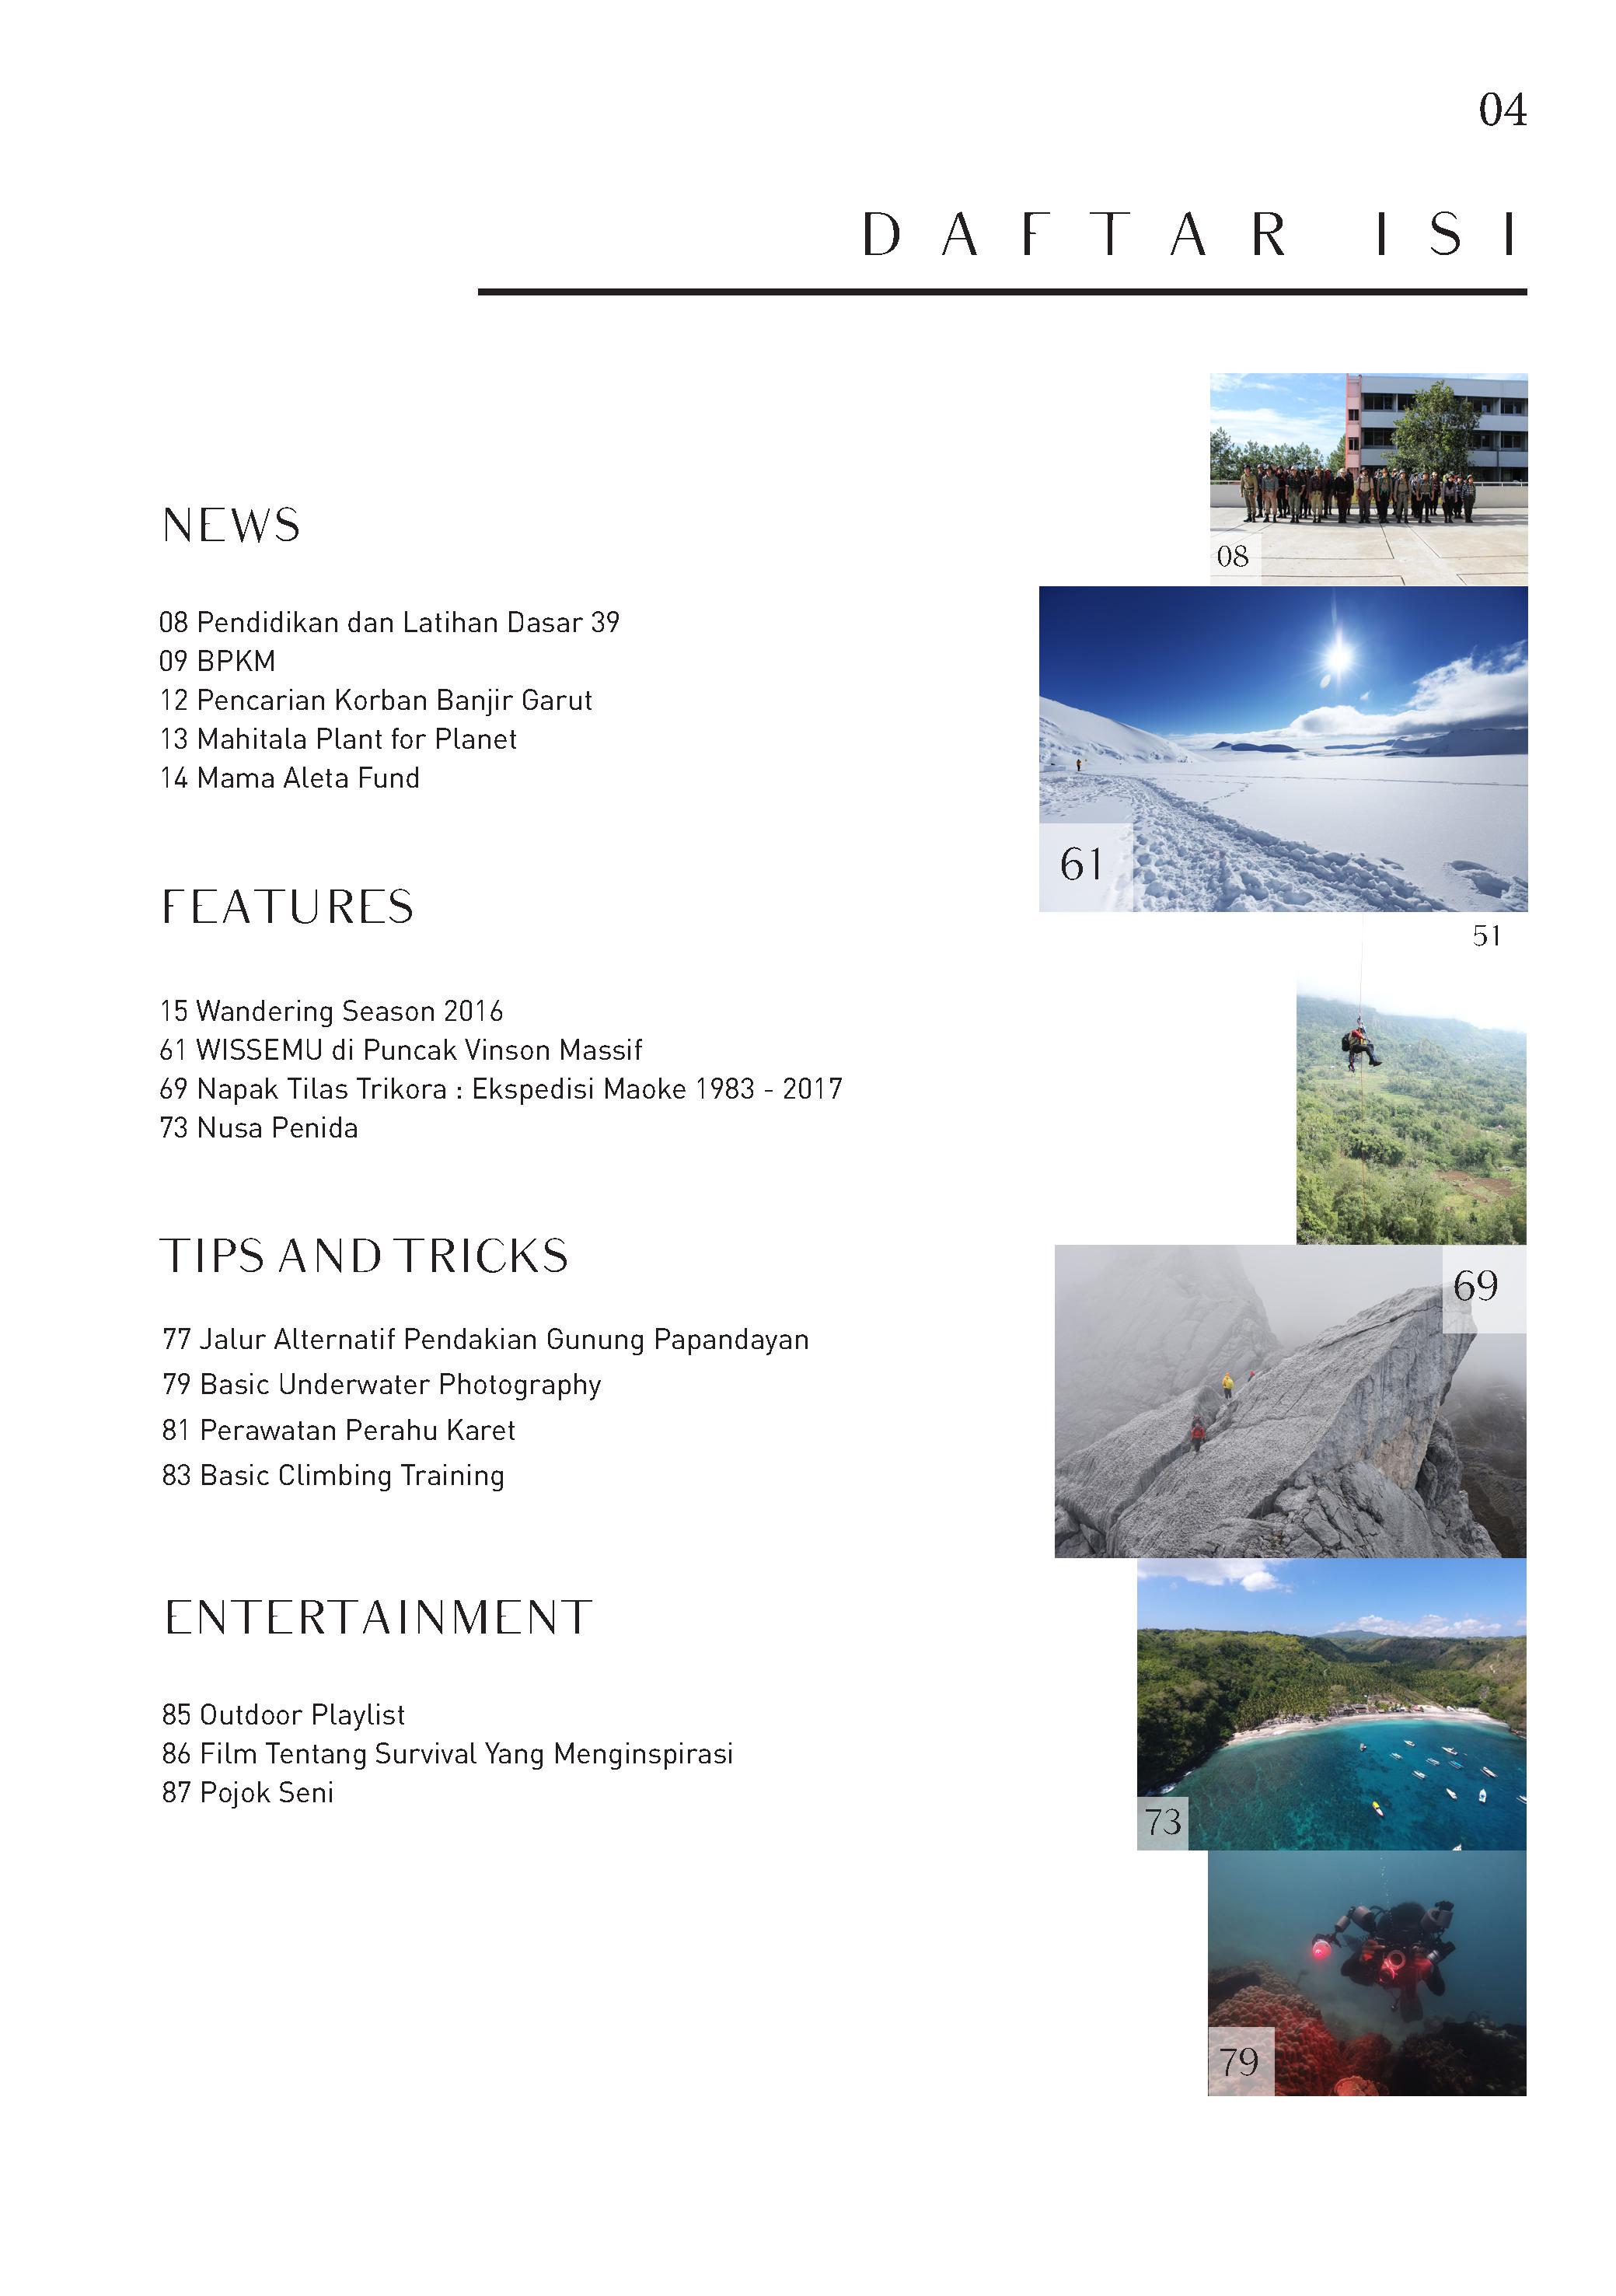 04
DAFTAR ISI
NEWS
08 Pendidikan dan Latihan Dasar 39
09 BPKM
12 Pencarian Korban Banjir Garut
13 Mahitala Plant for Planet
14 Mama Aleta Fund
FEATURES
15 Wandering Season 2016
61 WISSEMU di Puncak Vinson Massif
69 Napak Tilas Trikora : Ekspedisi Maoke 1983 - 2017
73 Nusa Penida
TIPS AND TRICKS
77 Jalur Alternatif Pendakian Gunung Papandayan
79 Basic Underwater Photography
81 Perawatan Perahu Karet
83 Basic Climbing Training
ENTERTAINMENT
85 Outdoor Playlist
86 Film Tentang Survival Yang Menginspirasi
87 Pojok Seni
08
61
51
69
73
79